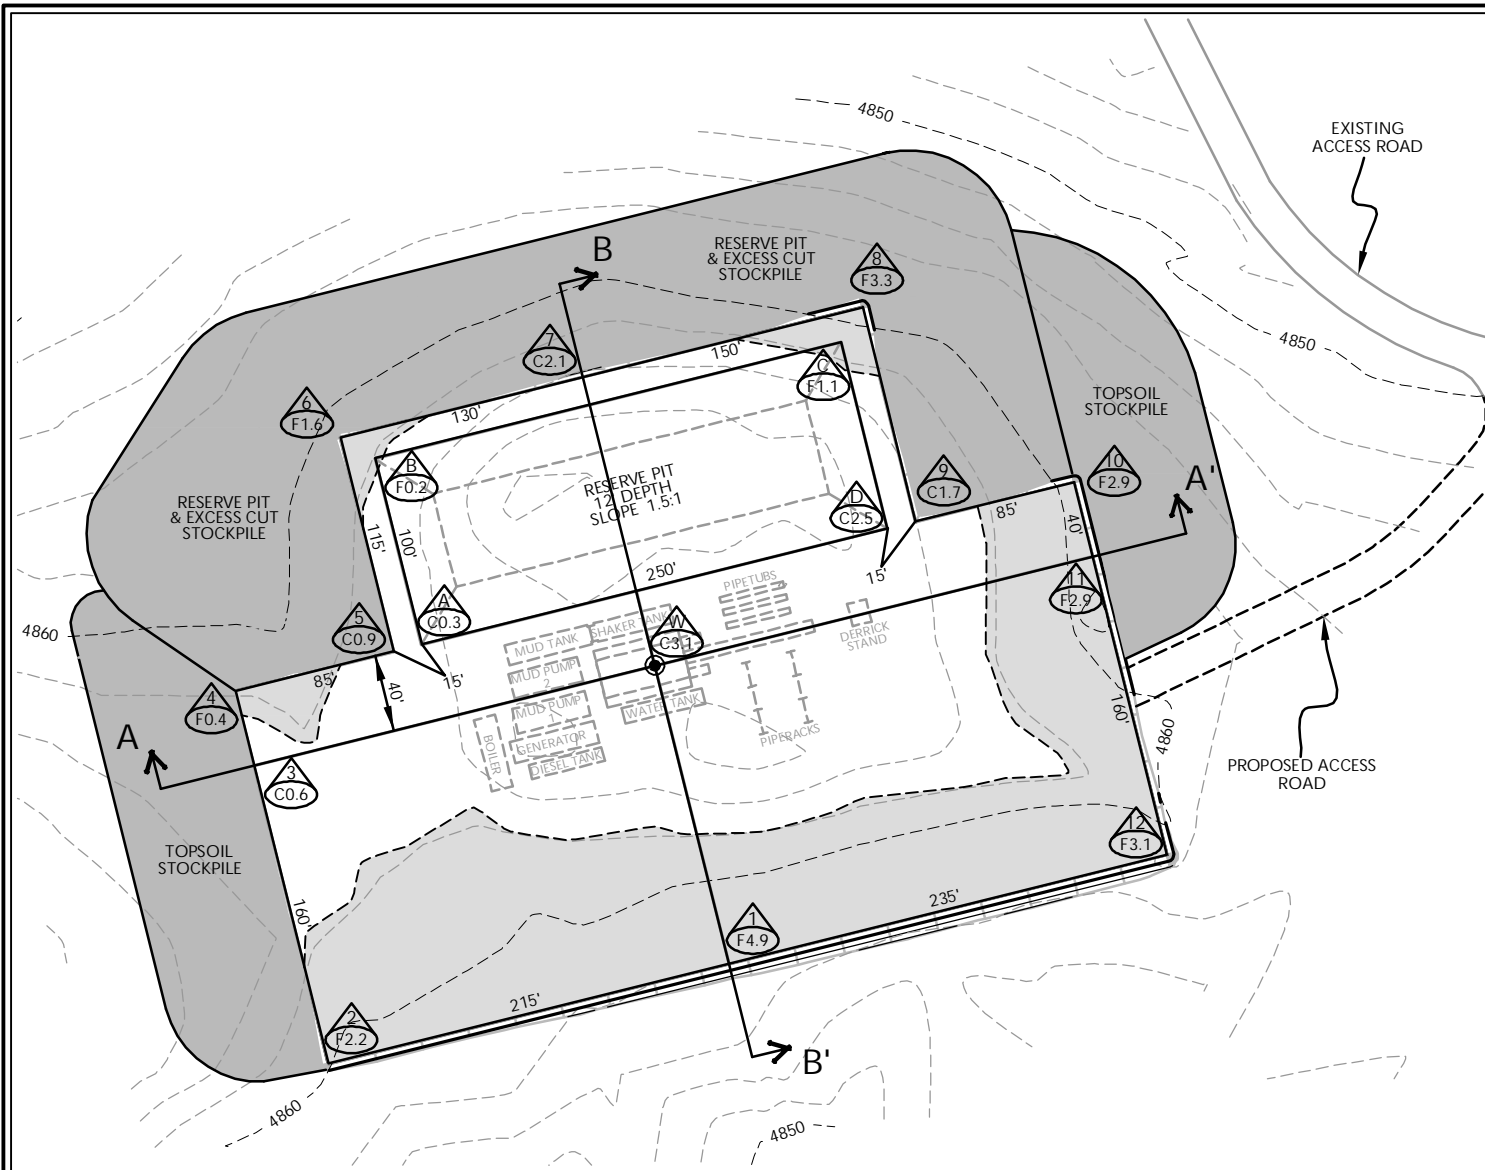 4850
EXISTING
ACCESS ROAD
B
RESERVE PIT
& EXCESS CUT
STOCKPILE
8
F3.3
4850
7
C2.1
150'
C
F1.1
6
F1.6
130'
TOPSOIL
STOCKPILE
B
F0.2
RESERVE PIT
12' DEPTH
SLOPE 1.5:1
9
C1.7
10
F2.9
A'
RESERVE PIT
& EXCESS CUT
STOCKPILE
D
C2.5
85'
40'
115'
100'
250'
15'
PIPETUBS
11
F2.9
A
C0.3
5
C0.9
4860
SHAKER TANK
W
C3.1
DERRICK
STAND
MUD TANK
MUD PUMP
2
85'
15'
40'
4
F0.4
WATER TANK
MUD PUMP
1
160'
4860
A
BOILER
GENERATOR
PIPERACKS
DIESEL TANK
3
C0.6
PROPOSED ACCESS
ROAD
TOPSOIL
STOCKPILE
12
F3.1
160'
235'
1
F4.9
215'
2
F2.2
B'
4860
4850